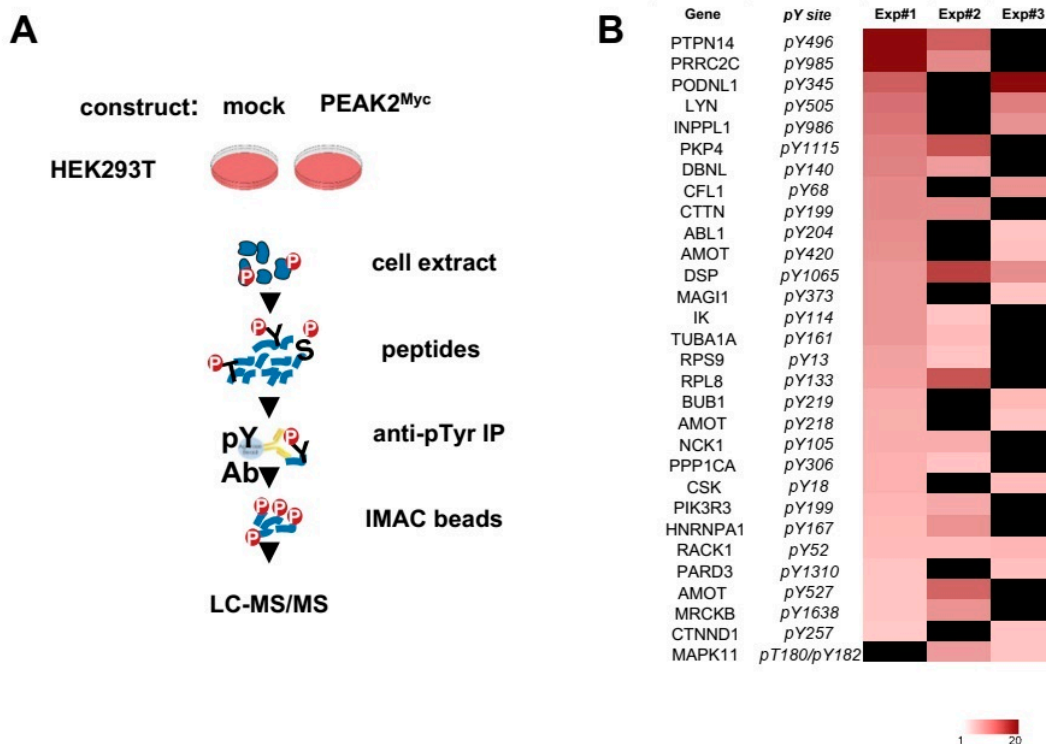 A
construct: mock PEAK2Myc
HEK293T
P
P
cell extract
P
Y
P
S
P
T
peptides
pY
P
Y
Ab
anti-pTyr IP
P P P
P
IMAC beads
LC-MS/MS
B
Gene pY site Exp#1 Exp#2 Exp#3
PTPN14 pY496
PRRC2C pY985
PODNL1 pY345
LYN pY505
INPPL1 pY986
PKP4 pY1115
DBNL pY140
CFL1 pY68
CTTN pY199
ABL1 pY204
AMOT pY420
DSP pY1065
MAGI1 pY373
IK pY114
TUBA1A pY161
RPS9 pY13
RPL8 pY133
BUB1 pY219
AMOT pY218
NCK1 pY105
PPP1CA pY306
CSK pY18
PIK3R3 pY199
HNRNPA1 pY167
RACK1 pY52
PARD3 pY1310
AMOT pY527
MRCKB pY1638
CTNND1 pY257
MAPK11 pT180/pY182
1 20